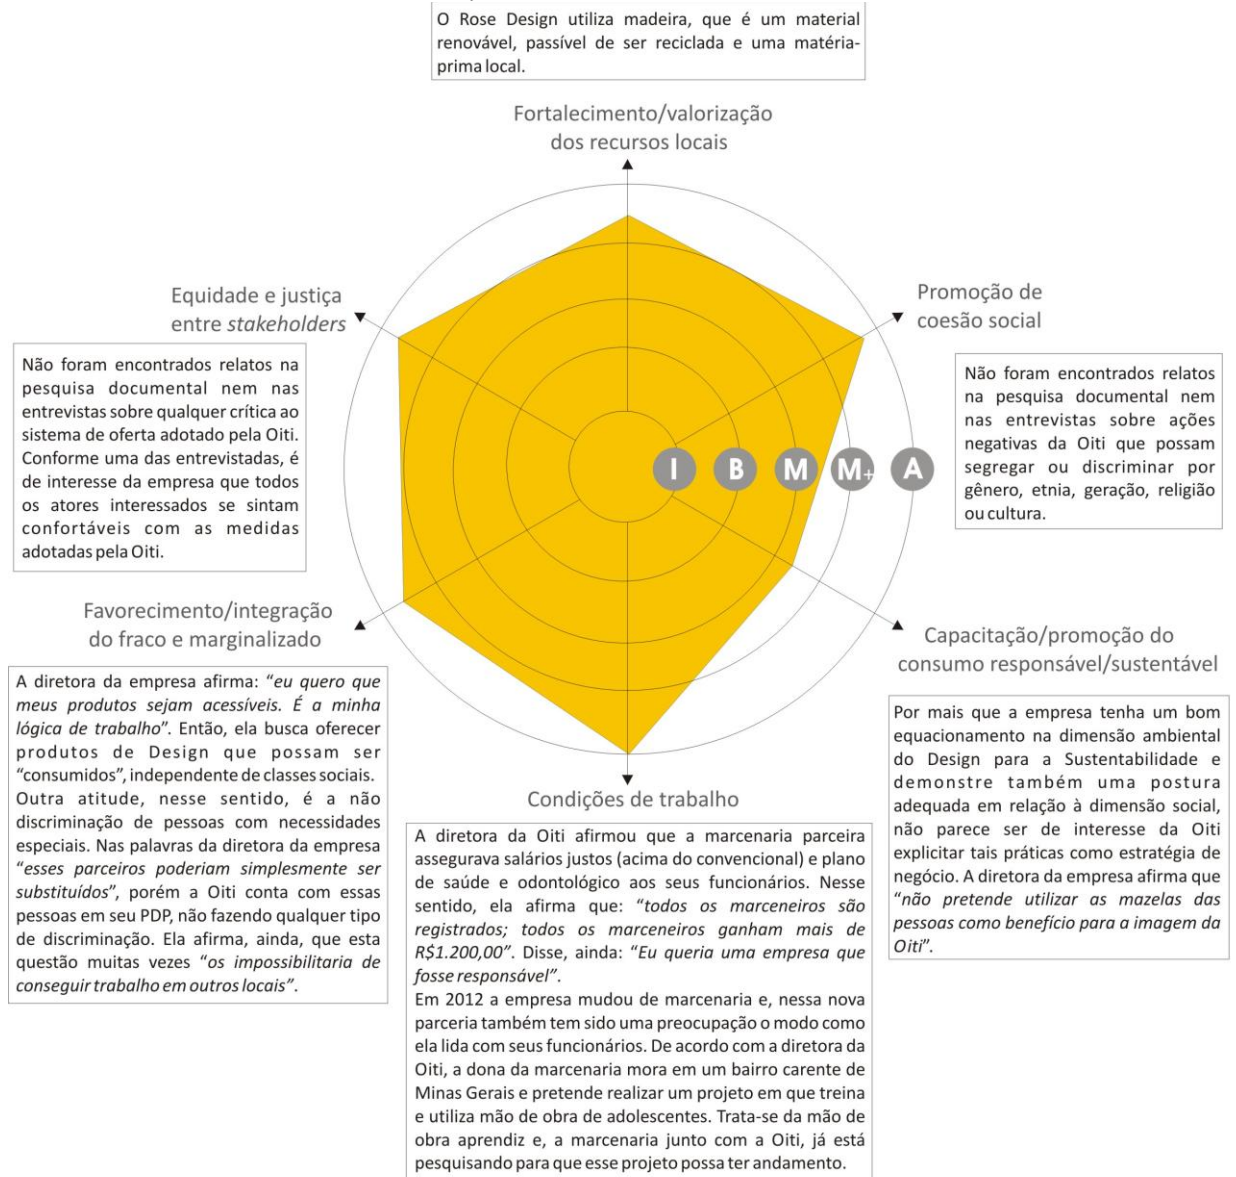 O Rose Design utiliza madeira, que é um material
renovável, passível de ser reciclada e uma matéria-
prima local.
Fortalecimento/valorização
dos recursos locais
Equidade e justiça
entre stakeholders
Não foram encontrados relatos na
pesquisa documental nem nas
entrevistas sobre qualquer crítica ao
sistema de oferta adotado pela Oiti.
Conforme uma das entrevistadas, é
de interesse da empresa que todos
os atores interessados se sintam
confortáveis com as medidas
adotadas pela Oiti.
Promoção de
coesão social
Não foram encontrados relatos
na pesquisa documental nem
nas entrevistas sobre ações
negativas da Oiti que possam
segregar ou discriminar por
gênero, etnia, geração, religião
ou cultura.
I B M M+ A
Favorecimento/integração
do fraco e marginalizado
A diretora da empresa afirma: “eu quero que
meus produtos sejam acessíveis. É a minha
lógica de trabalho”. Então, ela busca oferecer
produtos de Design que possam ser
“consumidos”, independente de classes sociais.
Outra atitude, nesse sentido, é a não
discriminação de pessoas com necessidades
especiais. Nas palavras da diretora da empresa
“esses parceiros poderiam simplesmente ser
substituídos”, porém a Oiti conta com essas
pessoas em seu PDP, não fazendo qualquer tipo
de discriminação. Ela afirma, ainda, que esta
questão muitas vezes “os impossibilitaria de
conseguir trabalho em outros locais”.
Condições de trabalho
A diretora da Oiti afirmou que a marcenaria parceira
assegurava salários justos (acima do convencional) e plano
de saúde e odontológico aos seus funcionários. Nesse
sentido, ela afirma que: “todos os marceneiros são
registrados; todos os marceneiros ganham mais de
R$1.200,00”. Disse, ainda: “Eu queria uma empresa que
fosse responsável”.
Em 2012 a empresa mudou de marcenaria e, nessa nova
parceria também tem sido uma preocupação o modo como
ela lida com seus funcionários. De acordo com a diretora da
Oiti, a dona da marcenaria mora em um bairro carente de
Minas Gerais e pretende realizar um projeto em que treina
e utiliza mão de obra de adolescentes. Trata-se da mão de
obra aprendiz e, a marcenaria junto com a Oiti, já está
pesquisando para que esse projeto possa ter andamento.
Capacitação/promoção do
consumo responsável/sustentável
Por mais que a empresa tenha um bom
equacionamento na dimensão ambiental
do Design para a Sustentabilidade e
demonstre também uma postura
adequada em relação à dimensão social,
não parece ser de interesse da Oiti
explicitar tais práticas como estratégia de
negócio. A diretora da empresa afirma que
“não pretende utilizar as mazelas das
pessoas como benefício para a imagem da
Oiti”.